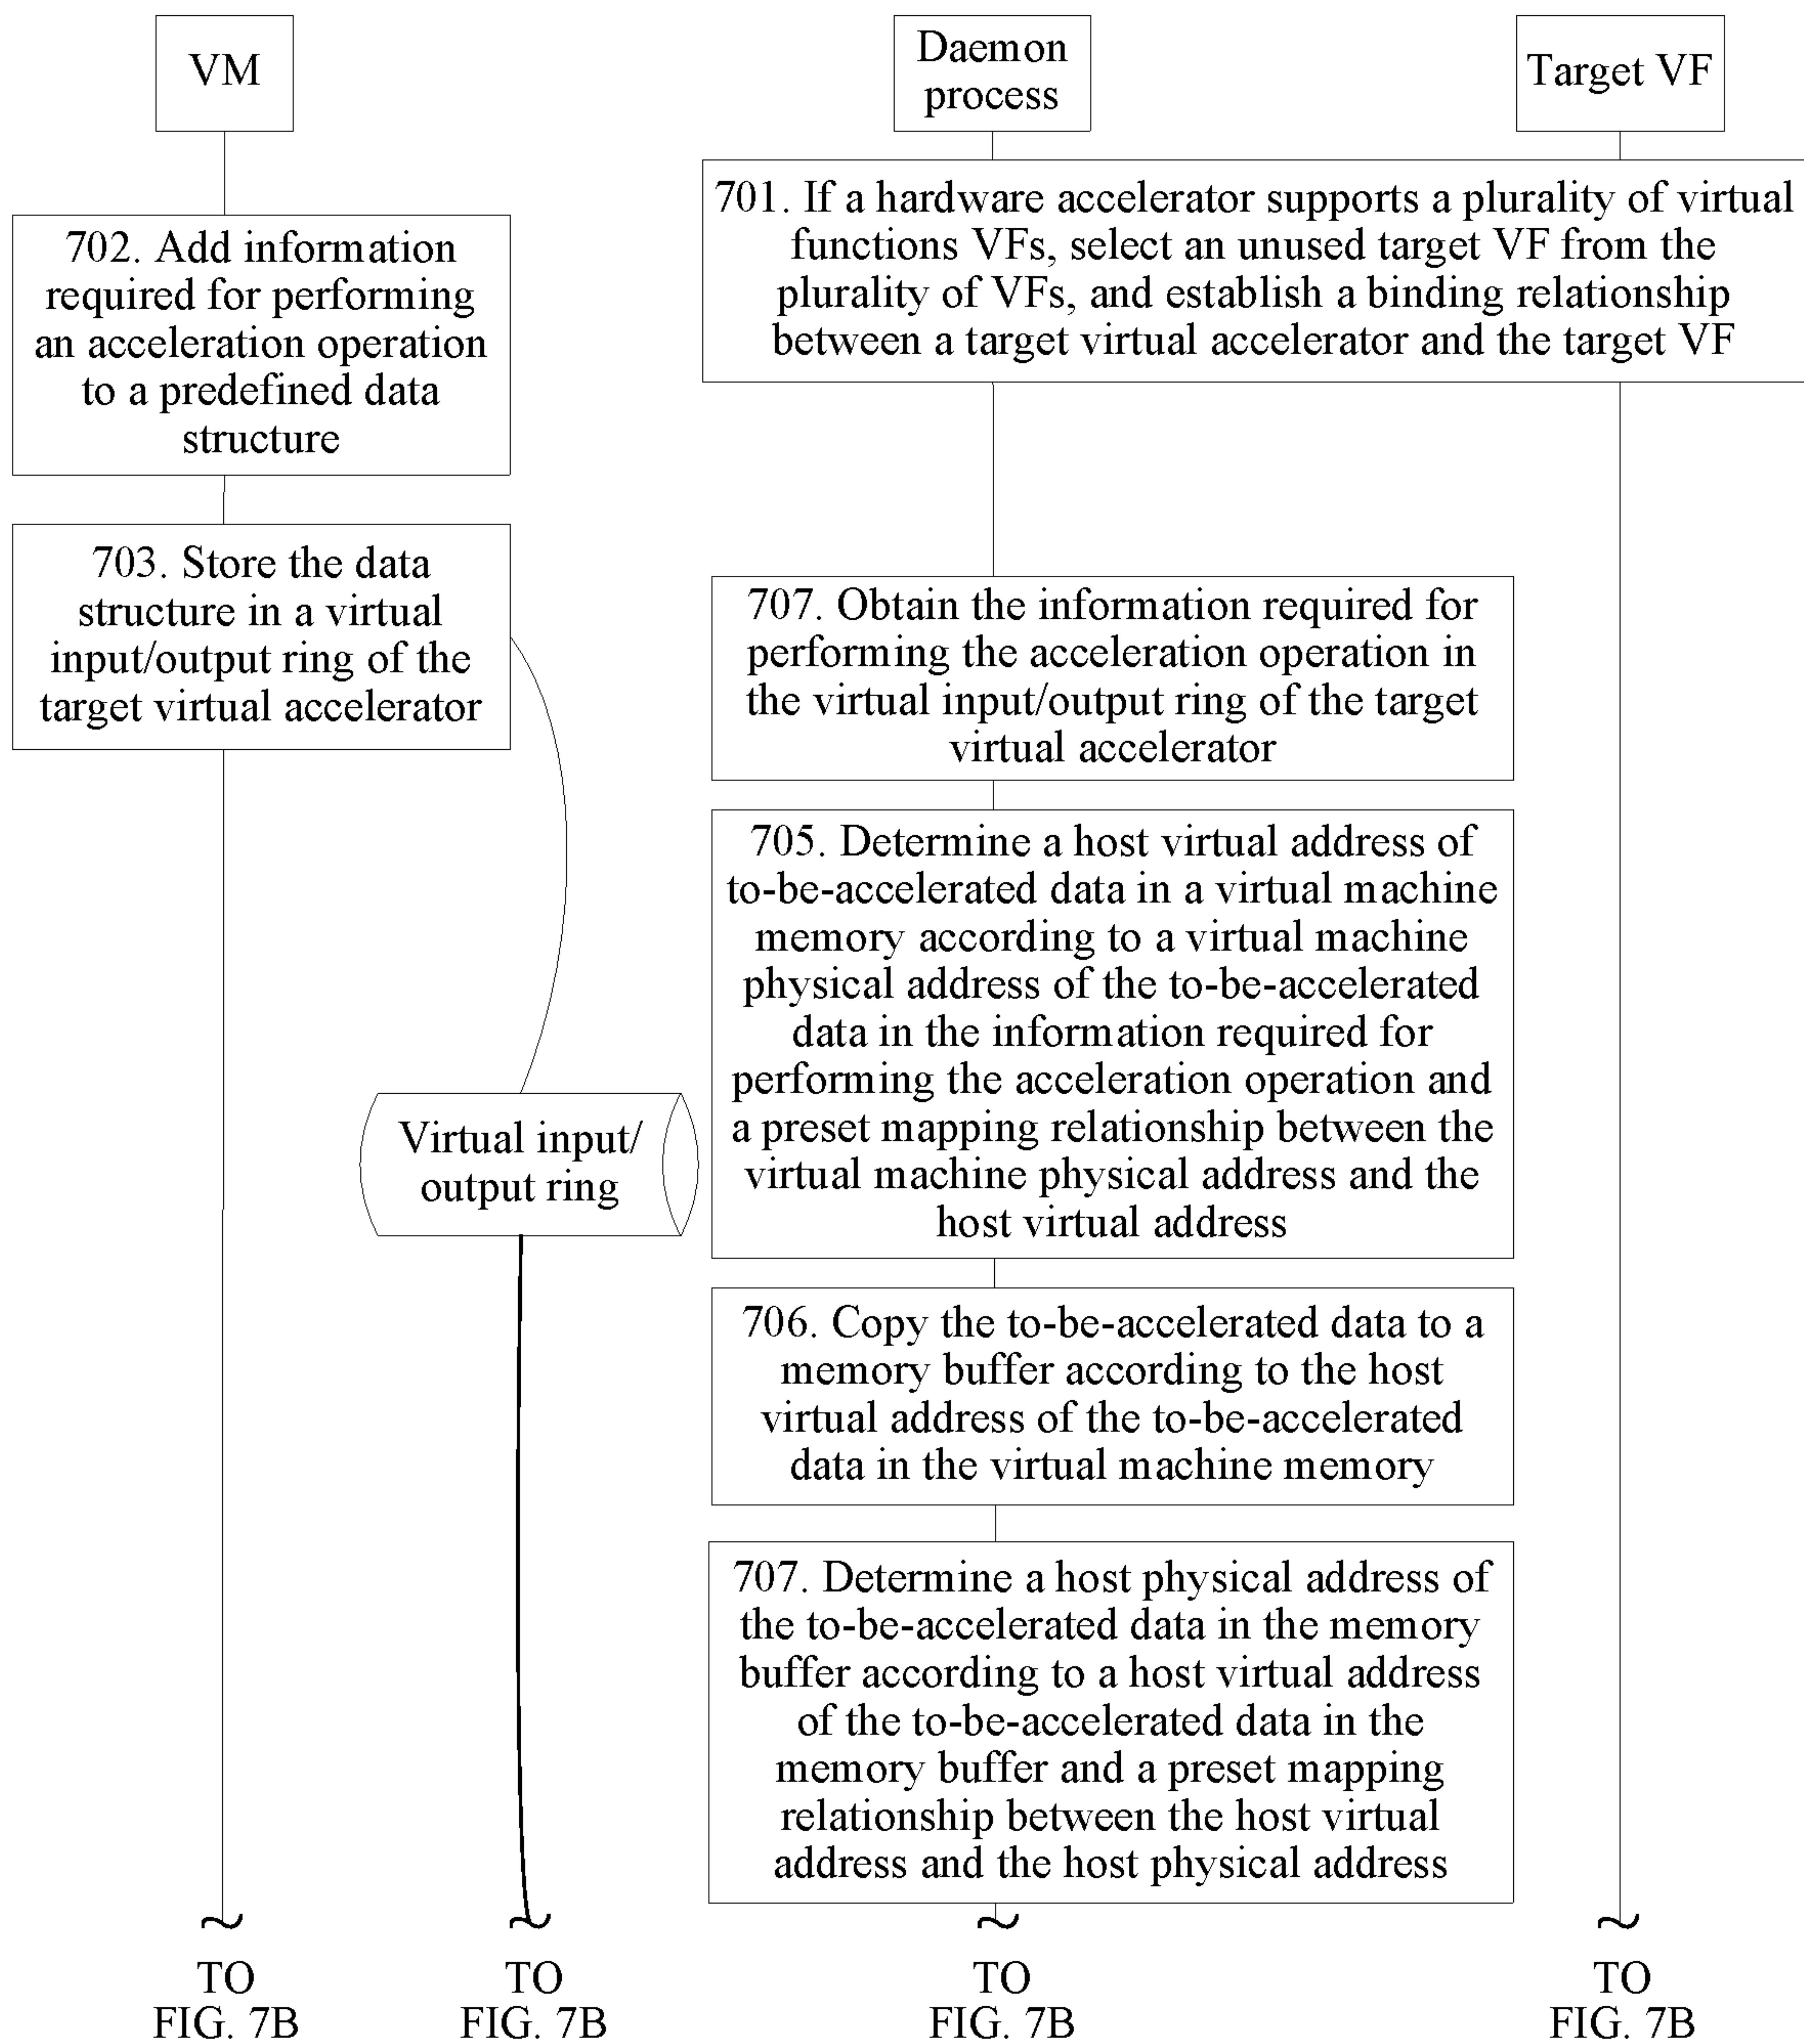 VM
Daemon
process
Target VF
701. If a hardware accelerator supports a plurality of virtual
functions VFs, select an unused target VF from the
plurality of VFs, and establish a binding relationship
between a target virtual accelerator and the target VF
702. Add information
required for performing
an acceleration operation
to a predefined data
structure
703. Store the data
structure in a virtual
input/output ring of the
target virtual accelerator
707. Obtain the information required for
performing the acceleration operation in
the virtual input/output ring of the target
virtual accelerator
705. Determine a host virtual address of
to-be-accelerated data in a virtual machine
memory according to a virtual machine
physical address of the to-be-accelerated
data in the information required for
performing the acceleration operation and
a preset mapping relationship between the
virtual machine physical address and the
host virtual address
Virtual input/
output ring
706. Copy the to-be-accelerated data to a
memory buffer according to the host
virtual address of the to-be-accelerated
data in the virtual machine memory
707. Determine a host physical address of
the to-be-accelerated data in the memory
buffer according to a host virtual address
of the to-be-accelerated data in the
memory buffer and a preset mapping
relationship between the host virtual
address and the host physical address
TO
FIG. 7B
TO
FIG. 7B
TO
FIG. 7B
TO
FIG. 7B